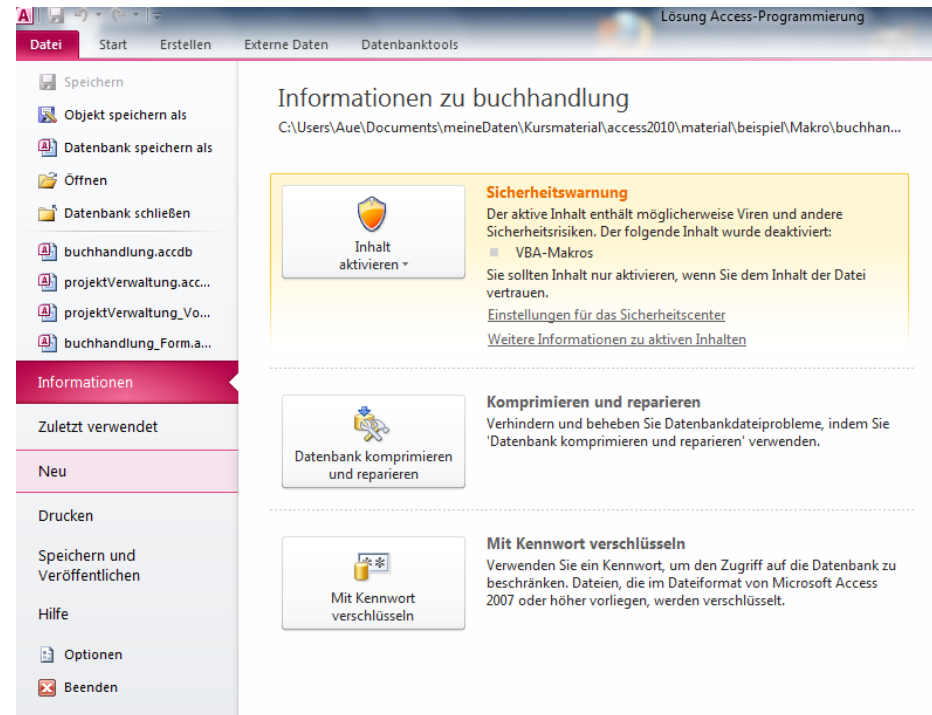 A
Lösung Access-Programmierung
Datei Start Erstellen Externe Daten Datenbanktools
Speichern
Objekt speichern als
Datenbank speichern als
Öffnen
Datenbank schließen
buchhandlung.accdb
projektVerwaltung.acc...
projektVerwaltung_Vo...
buchhandlung_Form.a...
Informationen
Zuletzt verwendet
Neu
Drucken
Speichern und
Veröffentlichen
Hilfe
Optionen
Beenden
Informationen zu buchhandlung
C:\Users\Aue\Documents\meineDaten\Kursmaterial\access2010\material\beispiel\Makro\buchhan...
Inhalt
aktivieren
Sicherheitswarnung
Der aktive Inhalt enthält möglicherweise Viren und andere
Sicherheitsrisiken. Der folgende Inhalt wurde deaktiviert:
VBA-Makros
Sie sollten Inhalt nur aktivieren, wenn Sie dem Inhalt der Datei
vertrauen.
Einstellungen für das Sicherheitscenter
Weitere Informationen zu aktiven Inhalten
Datenbank komprimieren
und reparieren
Komprimieren und reparieren
Verhindern und beheben Sie Datenbankdateiprobleme, indem Sie
'Datenbank komprimieren und reparieren' verwenden.
Mit Kennwort
verschlüsseln
Mit Kennwort verschlüsseln
Verwenden Sie ein Kennwort, um den Zugriff auf die Datenbank zu
beschränken. Dateien, die im Dateiformat von Microsoft Access
2007 oder höher vorliegen, werden verschlüsselt.